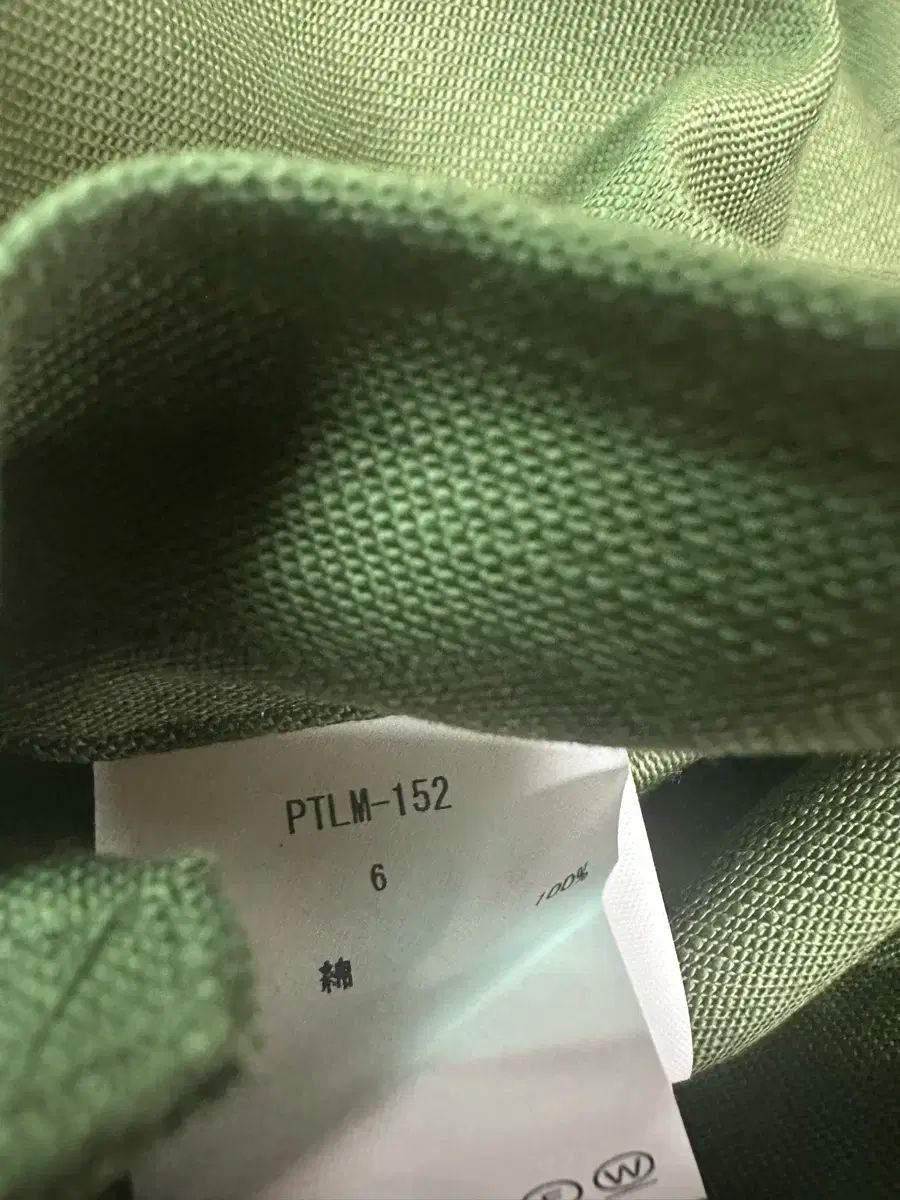 PTLM-152
6
綿 100%
W